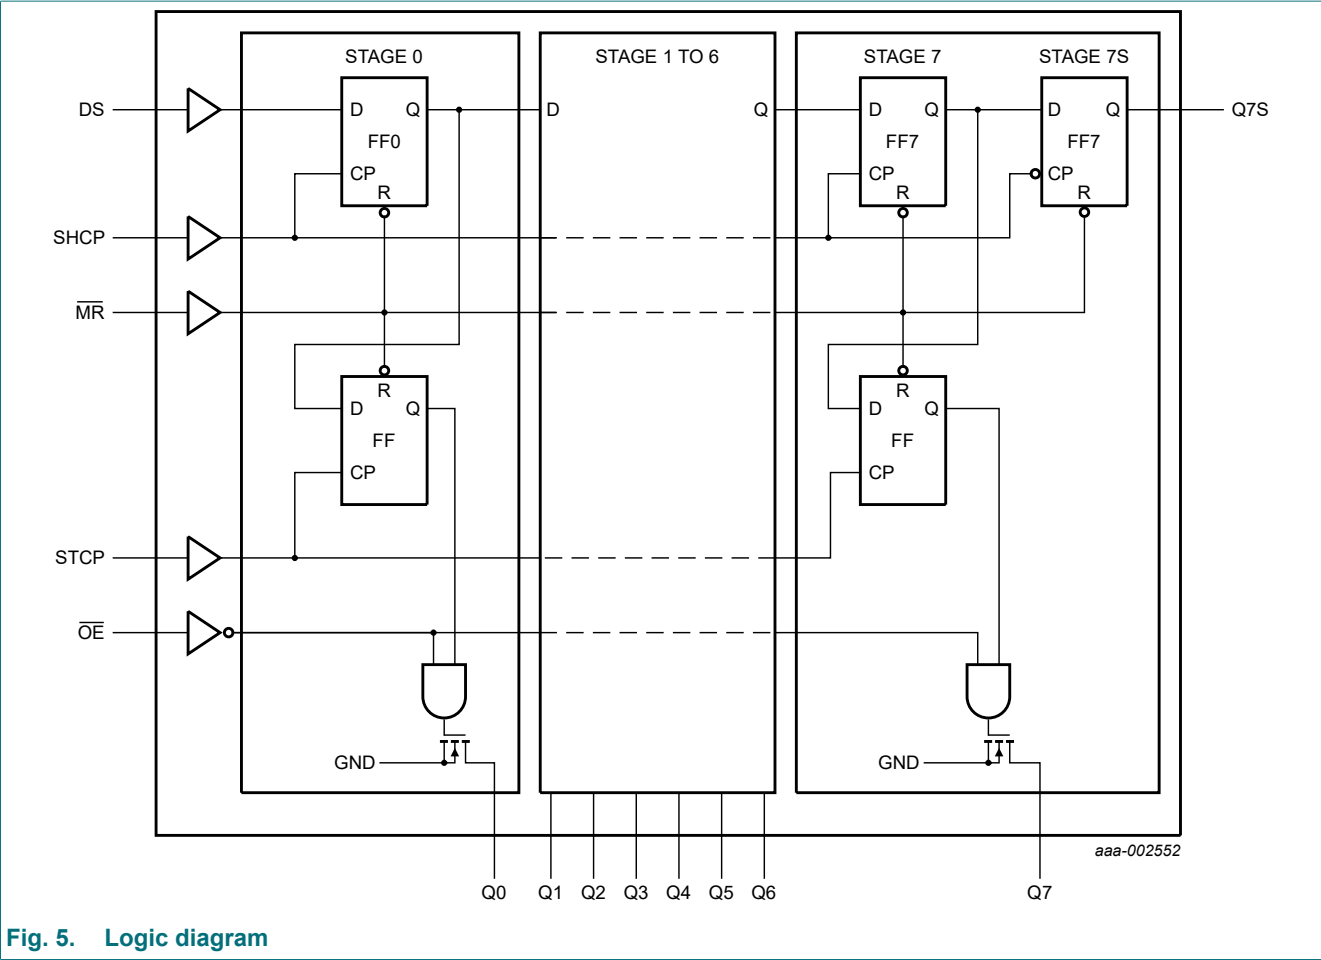 STAGE 0
STAGE 1 TO 6
STAGE 7
STAGE 7S
DS
D
Q
D
Q
D
Q
D
Q
Q7S
FF0
FF7
FF7
CP
CP
CP
R
R
R
SHCP
M̅R̅
R
R
D
Q
D
Q
FF
FF
CP
CP
STCP
O̅E̅
GND
GND
aaa-002552
Q0
Q1
Q2
Q3
Q4
Q5
Q6
Q7
Fig. 5. Logic diagram